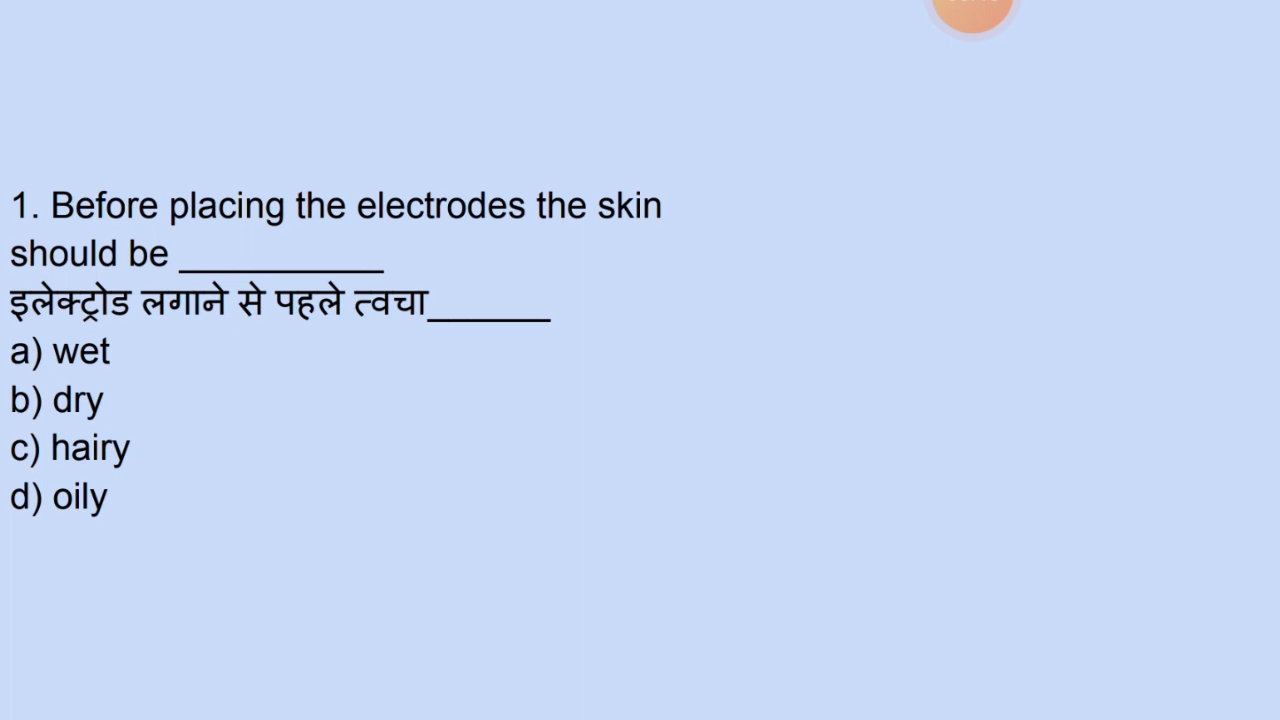 1. Before placing the electrodes the skin
should be __________
इलेक्ट्रोड लगाने से पहले त्वचा______
a) wet
b) dry
c) hairy
d) oily